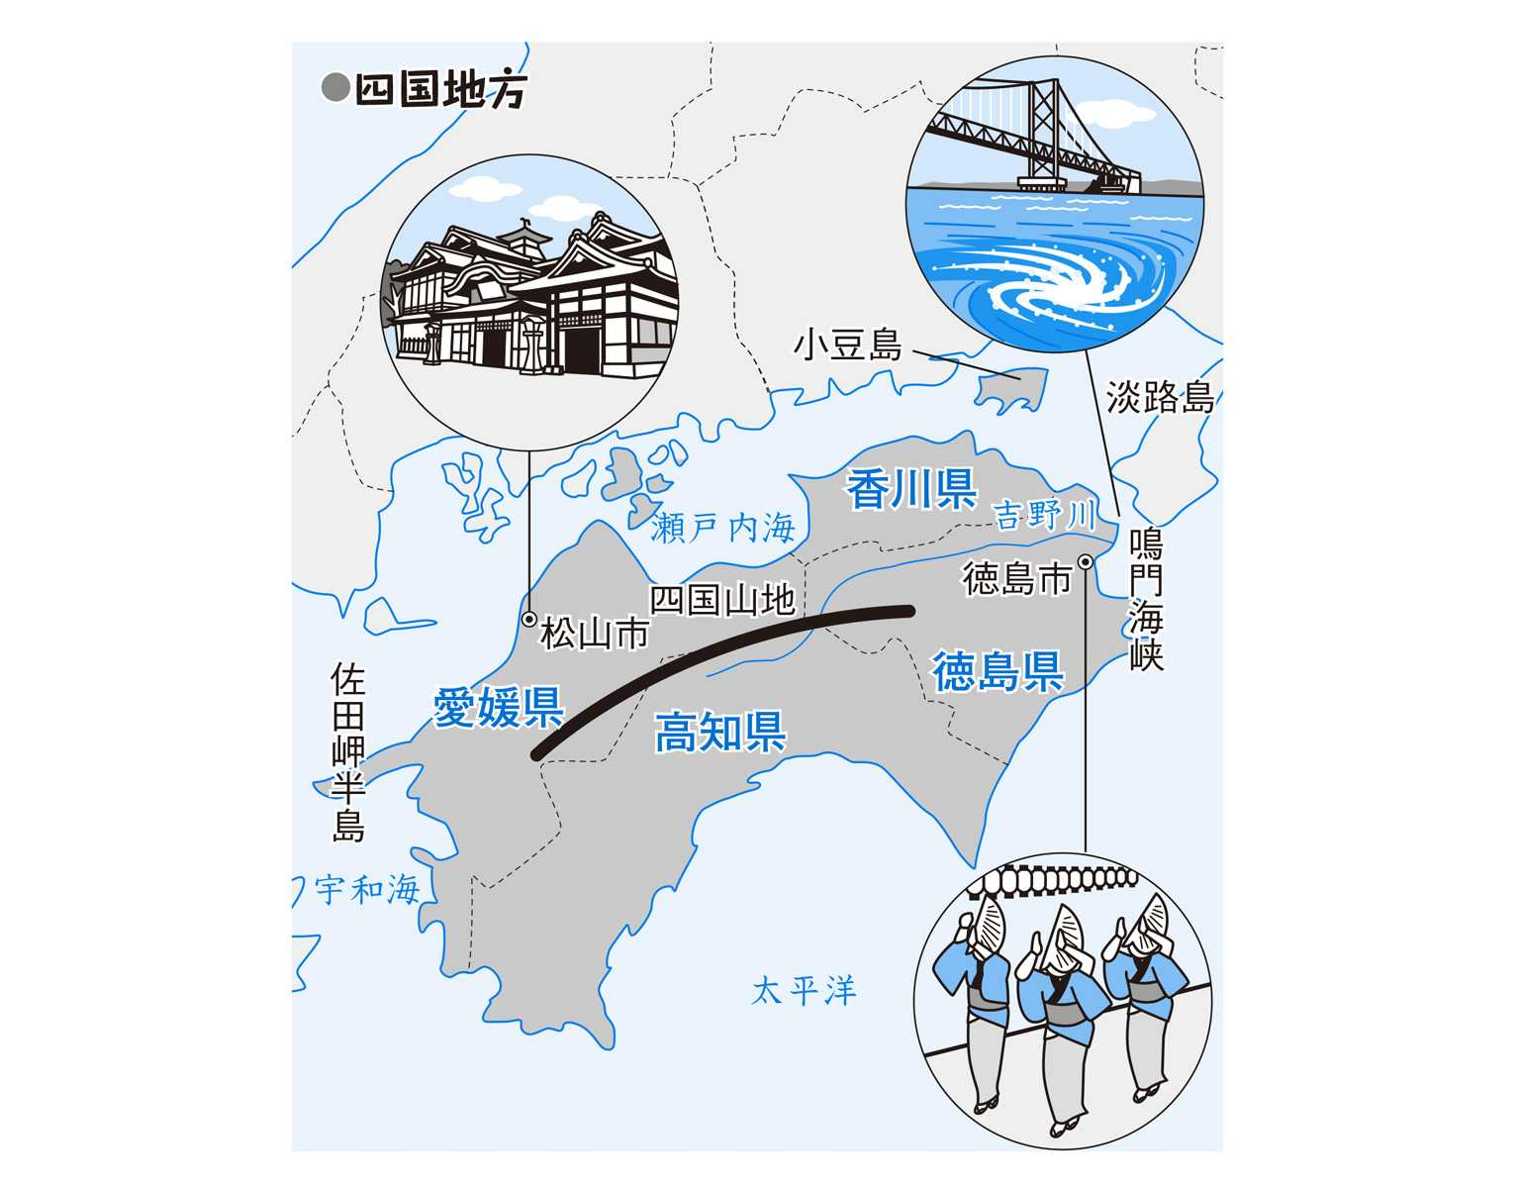 ●四国地方
小豆島
淡路島
香川県
吉野川
瀬戸内海
鳴門海峡
徳島市
四国山地
松山市
佐田岬半島
徳島県
愛媛県
高知県
宇和海
太平洋